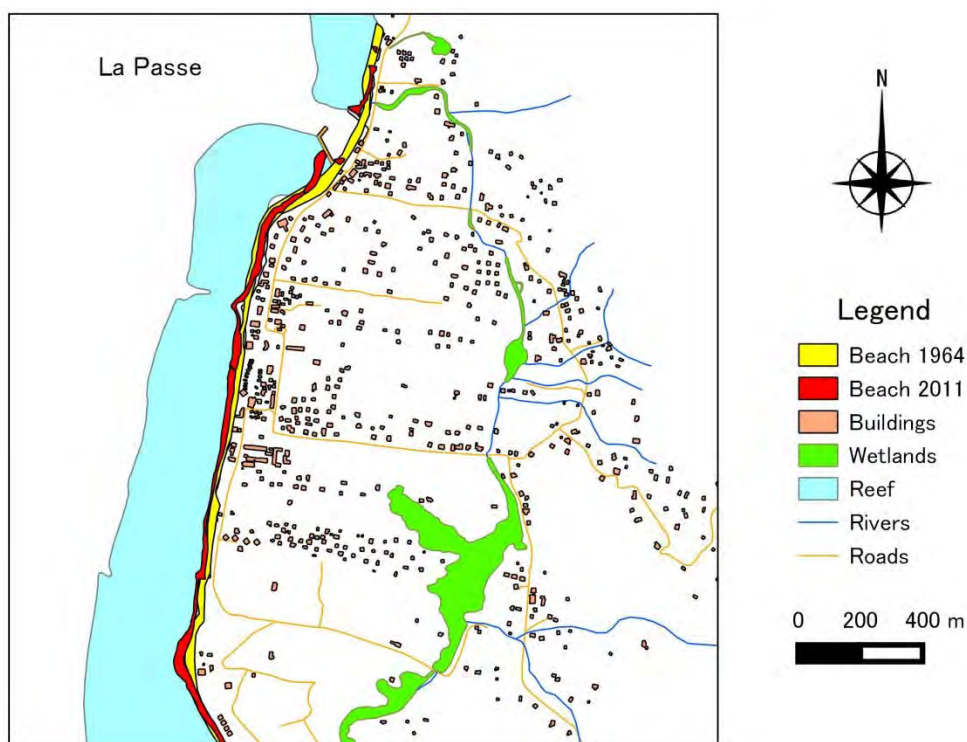 La Passe
N
Legend
Beach 1964
Beach 2011
Buildings
Wetlands
Reef
Rivers
Roads
0 200 400 m